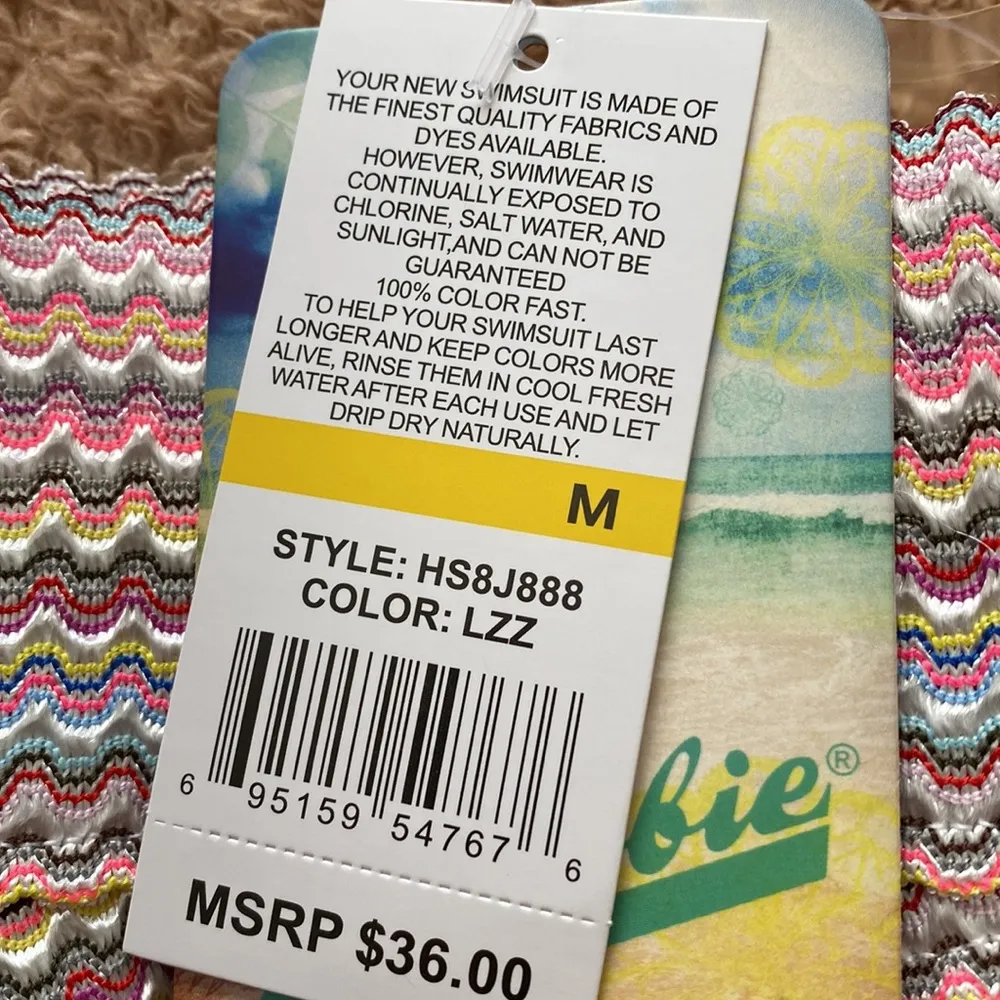 YOUR NEW SWIMSUIT IS MADE OF
THE FINEST QUALITY FABRICS AND
DYES AVAILABLE.
HOWEVER, SWIMWEAR IS
CONTINUALLY EXPOSED TO
CHLORINE, SALT WATER, AND
SUNLIGHT,AND CAN NOT BE
GUARANTEED
100% COLOR FAST.
TO HELP YOUR SWIMSUIT LAST
LONGER AND KEEP COLORS MORE
ALIVE, RINSE THEM IN COOL FRESH
WATER AFTER EACH USE AND LET
DRIP DRY NATURALLY.
M
STYLE: HS8J888
COLOR: LZZ
6 95159 54767 6
MSRP $36.00
bie®